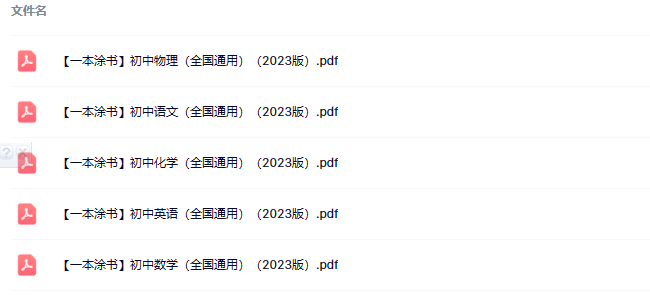 文件名
【一本涂书】初中物理（全国通用）（2023版）.pdf
【一本涂书】初中语文（全国通用）（2023版）.pdf
【一本涂书】初中化学（全国通用）（2023版）.pdf
【一本涂书】初中英语（全国通用）（2023版）.pdf
【一本涂书】初中数学（全国通用）（2023版）.pdf